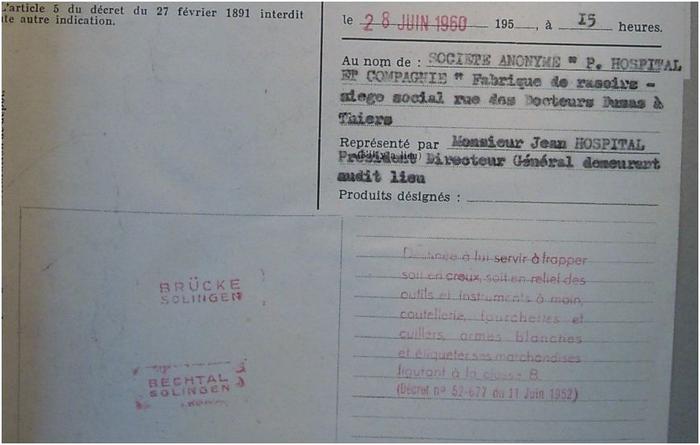 L'article 5 du décret du 27 février 1891 interdit
te autre indication.
le 28 JUIN 1960 195 , à 15 heures.
Au nom de : SOCIETE ANONYME " P. HOSPITAL
ET COMPAGNIE " Fabrique de rasoirs -
siege social rue des Docteurs Dumas à
Thiers
Représenté par Monsieur Jean HOSPITAL
Président Directeur Général demeurant
audit lieu
Produits désignés :
BRÜCKE
SOLINGEN
BECHTAL
SOLINGEN
Destinée à lui servir à frapper
soit en creux, soit en relief des
outils et instruments à main,
coutellerie, fourchettes et
cuillers, armes blanches
et étiqueter ses marchandises
figurant à la classe 8.
(Décret nº 52-677 du 11 Juin 1952)